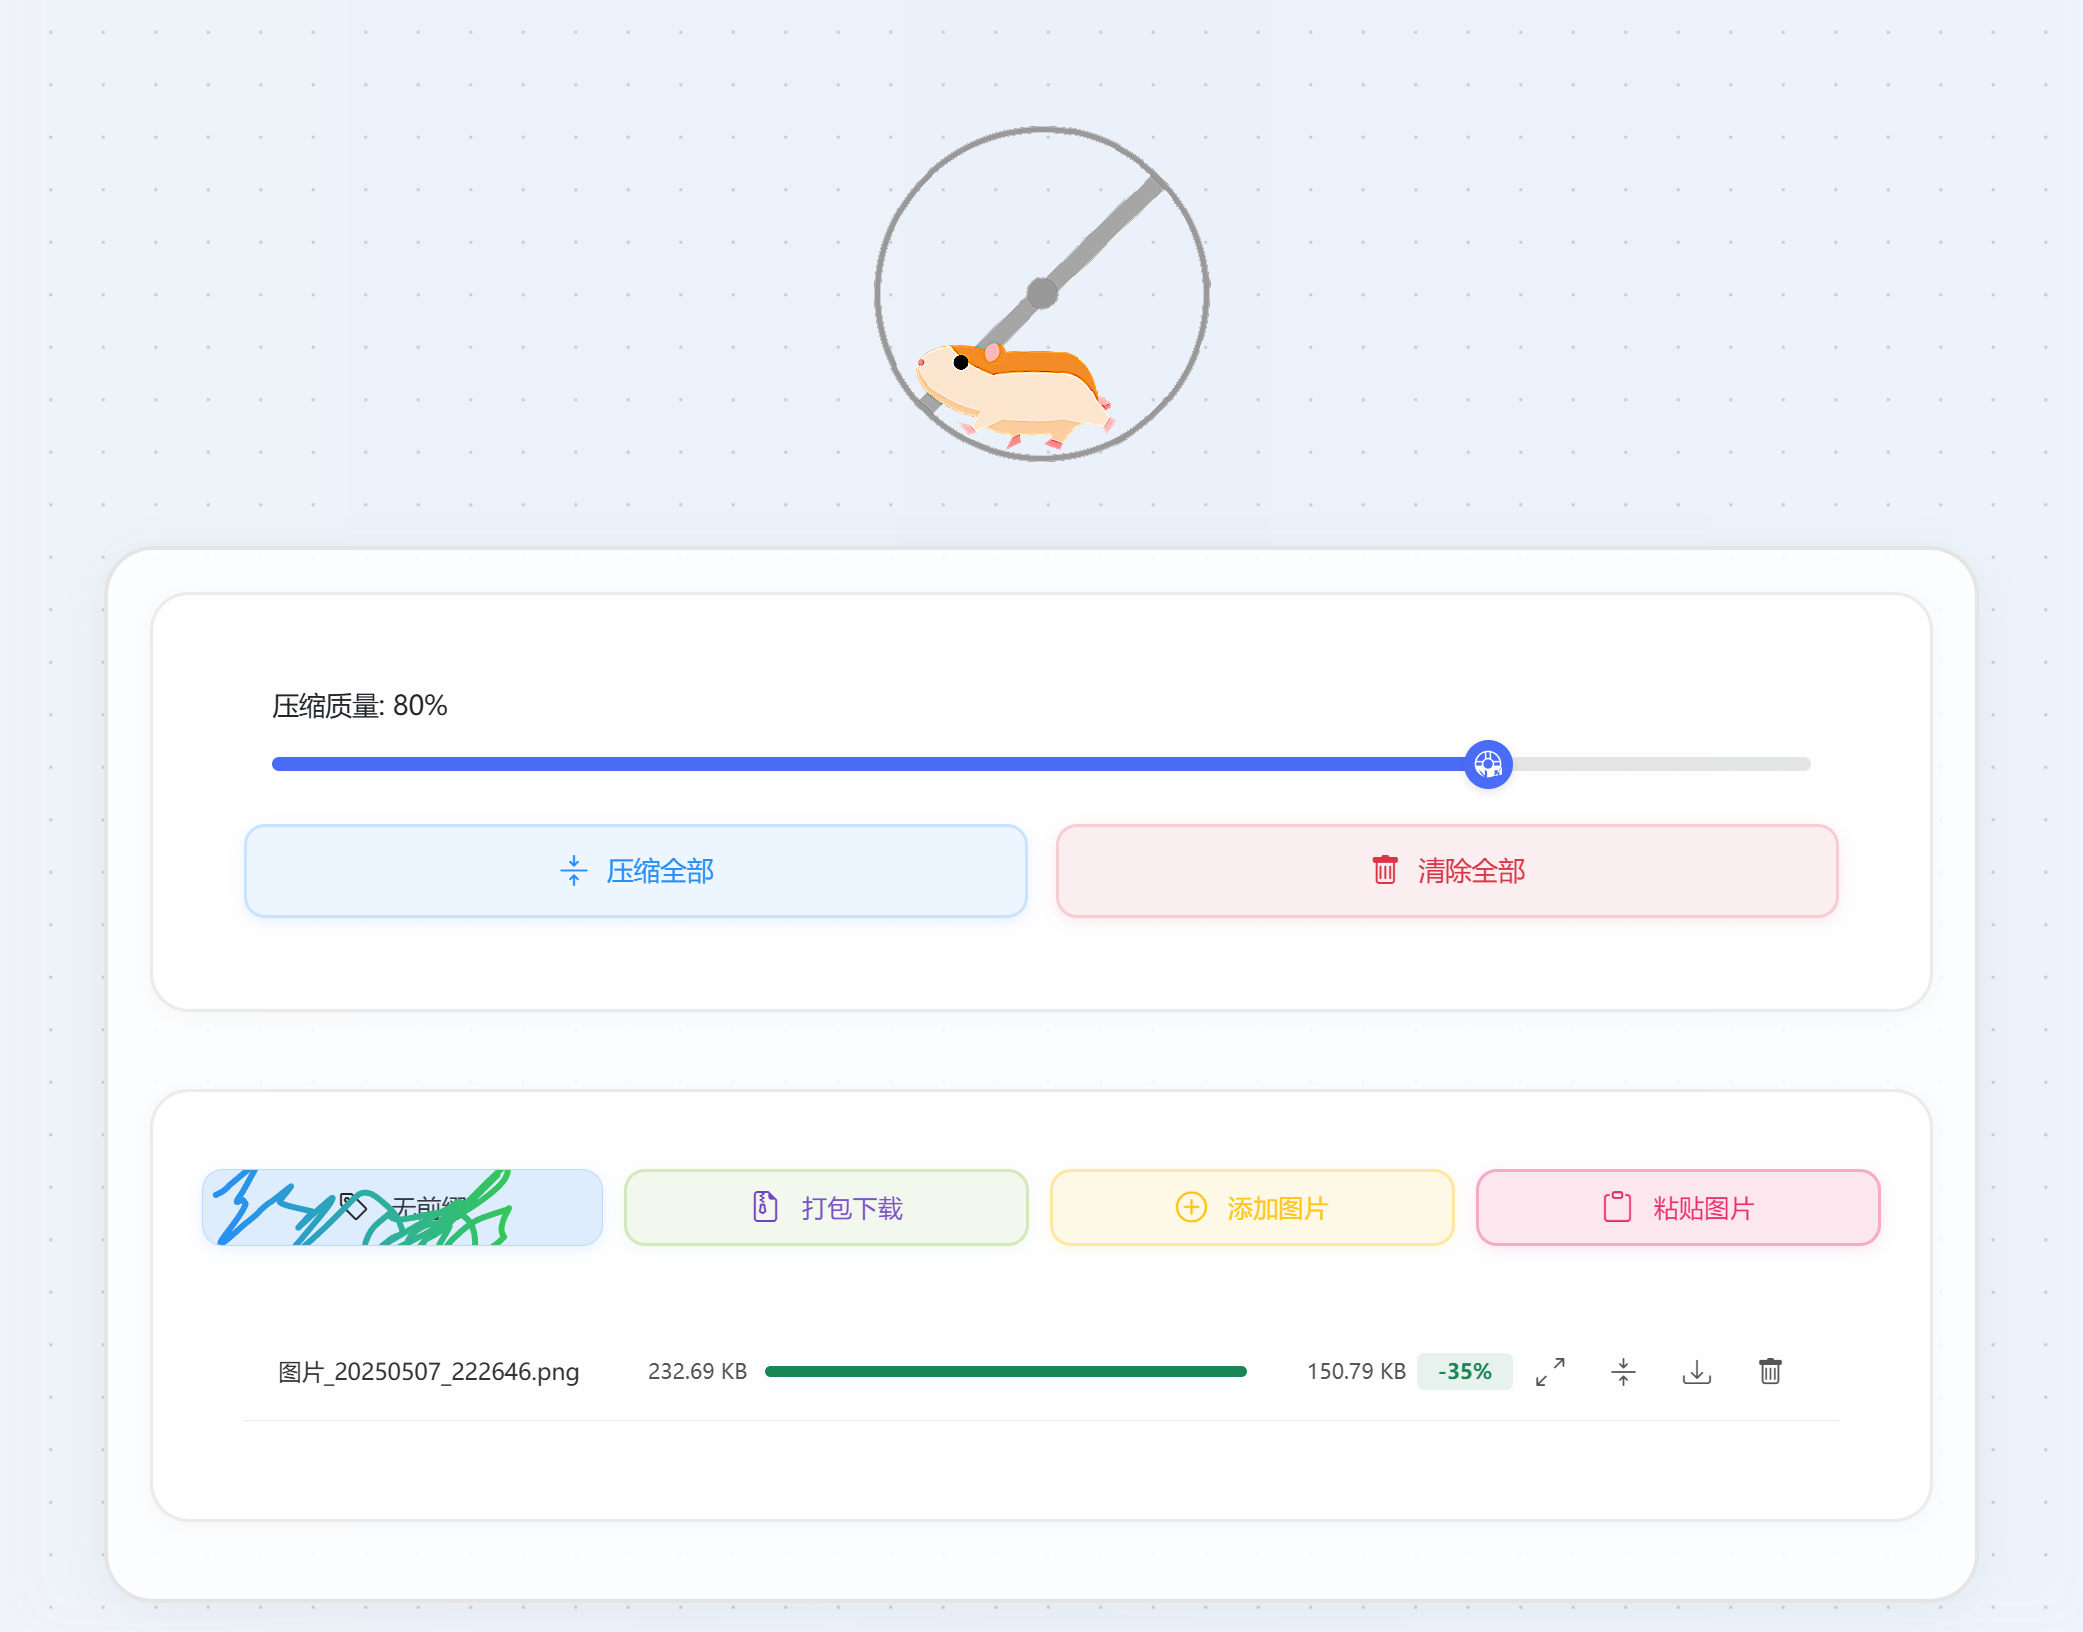 压缩质量: 80%
压缩全部
清除全部
无前缀
打包下载
添加图片
粘贴图片
图片_20250507_222646.png 232.69 KB 150.79 KB -35%